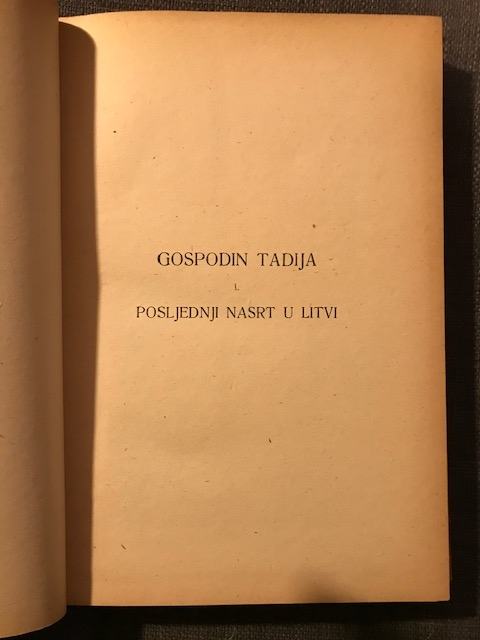 GOSPODIN TADIJA
I.
POSLJEDNJI NASRT U LITVI